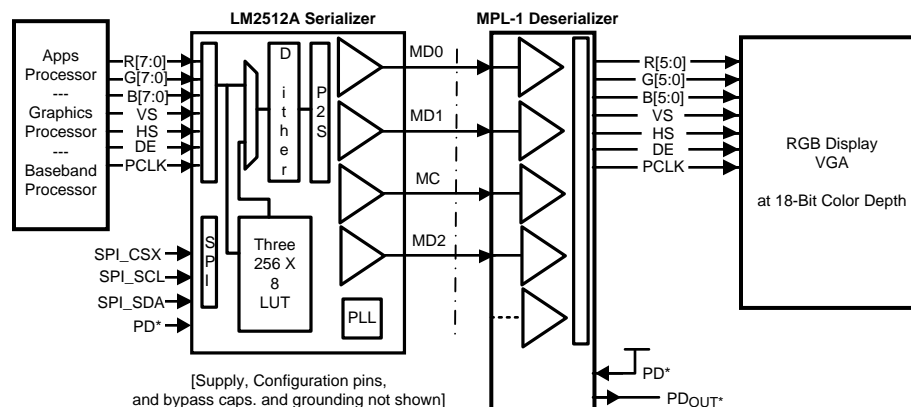 LM2512A Serializer
MPL-1 Deserializer
Apps
Processor
---
Graphics
Processor
---
Baseband
Processor
R[7:0]
G[7:0]
B[7:0]
VS
HS
DE
PCLK
SPI_CSX
SPI_SCL
SPI_SDA
PD*
SPI
Dither
P2S
Three
256 X
8
LUT
PLL
MD0
MD1
MC
MD2
R[5:0]
G[5:0]
B[5:0]
VS
HS
DE
PCLK
RGB Display
VGA
at 18-Bit Color Depth
PD*
PDOUT*
[Supply, Configuration pins,
and bypass caps. and grounding not shown]